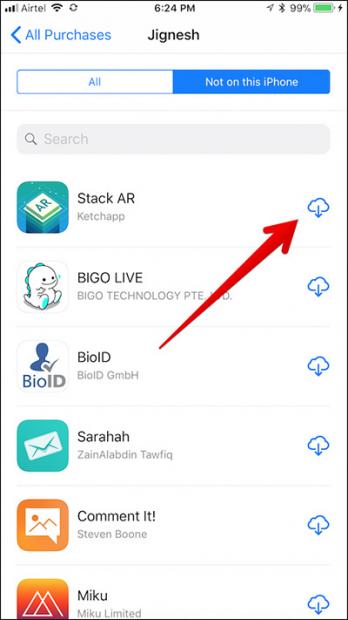 Airtel 6:24 PM 99%
All Purchases Jignesh
All Not on this iPhone
Search
AR
Stack AR
Ketchapp
BIGO LIVE
BIGO TECHNOLOGY PTE. LTD.
BioID
BioID
BioID GmbH
Sarahah
ZainAlabdin Tawfiq
Comment It!
Steven Boone
Miku
Miku Limited